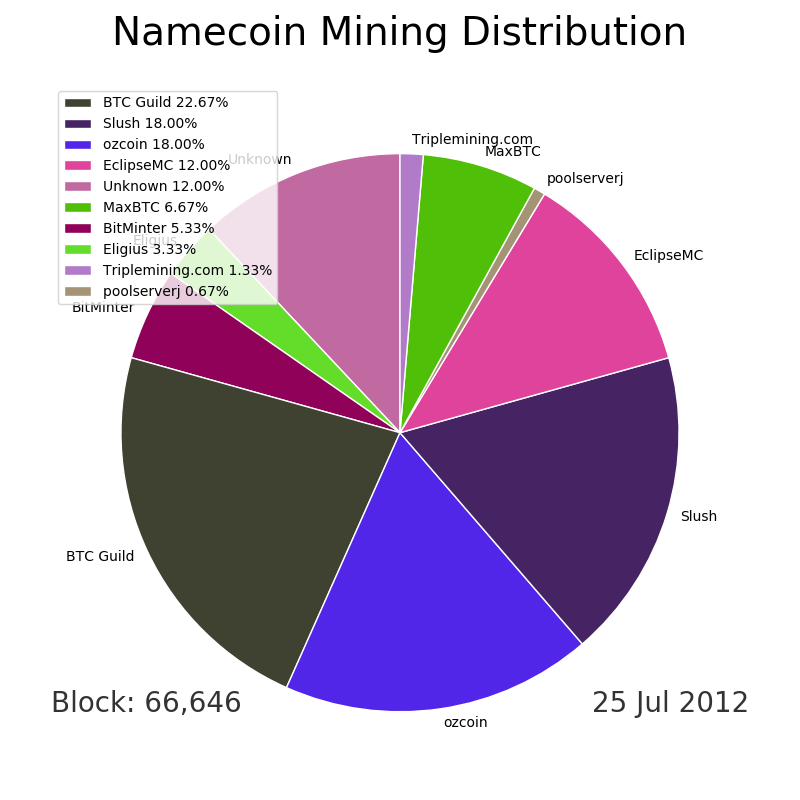 Namecoin Mining Distribution
BTC Guild 22.67%
Slush 18.00%
ozcoin 18.00%
EclipseMC 12.00%
Unknown 12.00%
MaxBTC 6.67%
BitMinter 5.33%
Eligius 3.33%
Triplemining.com 1.33%
poolserverj 0.67%
Triplemining.com
MaxBTC
poolserverj
EclipseMC
Slush
ozcoin
BTC Guild
BitMinter
Eligius
Unknown
Block: 66,646
25 Jul 2012